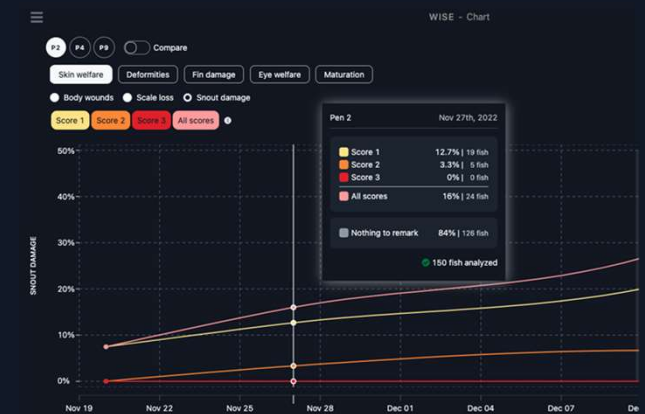 WISE - Chart
P2 P4 P9 Compare
Skin welfare Deformities Fin damage Eye welfare Maturation
Body wounds Scale loss Snout damage
Score 1 Score 2 Score 3 All scores
Pen 2 Nov 27th, 2022
Score 1 12.7% | 19 fish
Score 2 3.3% | 5 fish
Score 3 0% | 0 fish
All scores 16% | 24 fish
Nothing to remark 84% | 126 fish
150 fish analyzed
SNOUT DAMAGE
50%
40%
30%
20%
10%
0%
Nov 19 Nov 22 Nov 25 Nov 28 Dec 01 Dec 04 Dec 07 De